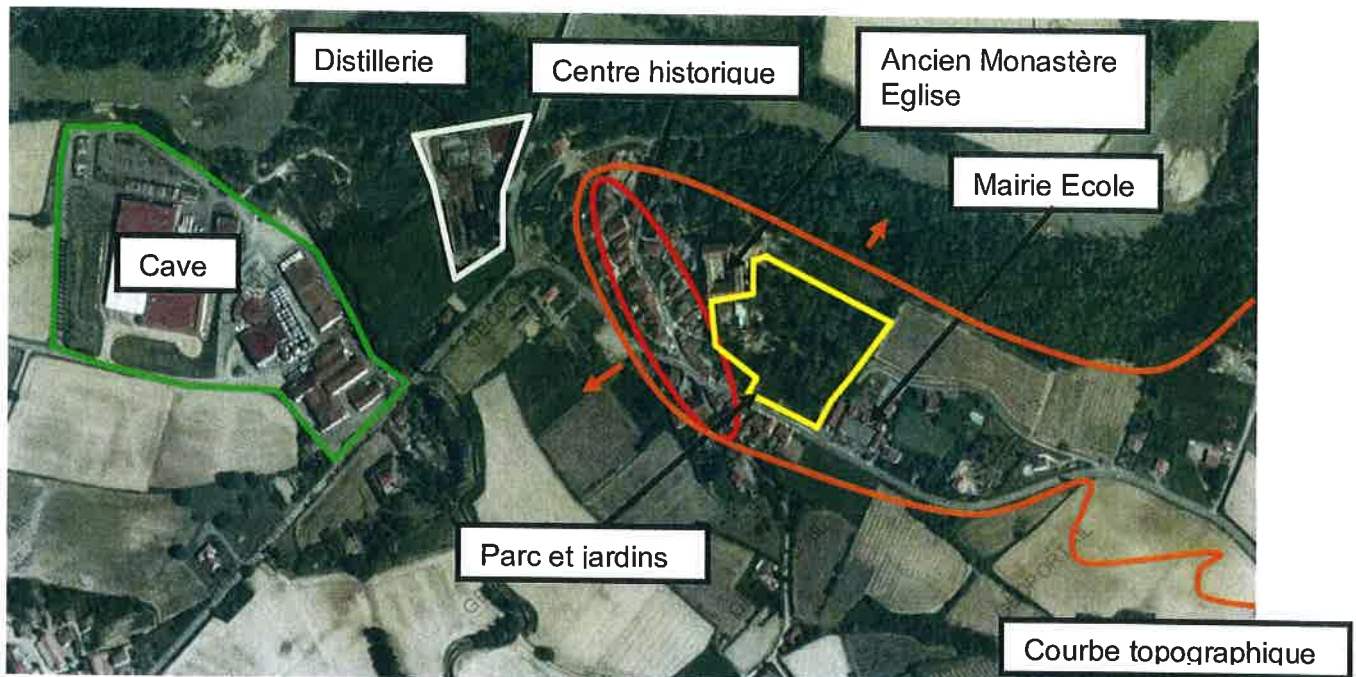 Distillerie
Centre historique
Ancien Monastère
Eglise
Mairie Ecole
Cave
Parc et jardins
Courbe topographique